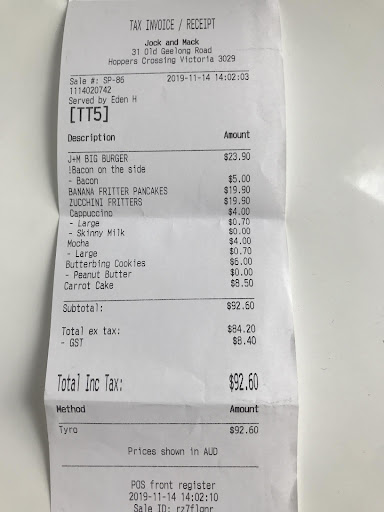 TAX INVOICE / RECEIPT
Jock and Mack
31 Old Geelong Road
Hoppers Crossing Victoria 3029
Sale #: SP-85 2019-11-14 14:02:03
1114020742
Served by Eden H
[TT5]
Description Amount
J+M BIG BURGER $23.90
!Bacon on the side
- Bacon $5.00
BANANA FRITTER PANCAKES $19.90
ZUCCHINI FRITTERS $19.90
Cappuccino $4.00
- Large $0.70
- Skinny Milk $0.00
Mocha $4.00
- Large $0.70
Butterbing Cookies $6.00
- Peanut Butter $0.00
Carrot Cake $8.50
Subtotal: $92.60
Total ex tax: $84.20
- GST $8.40
Total Inc Tax: $92.60
Method Amount
Tyro $92.60
Prices shown in AUD
POS front register
2019-11-14 14:02:10
Sale ID: